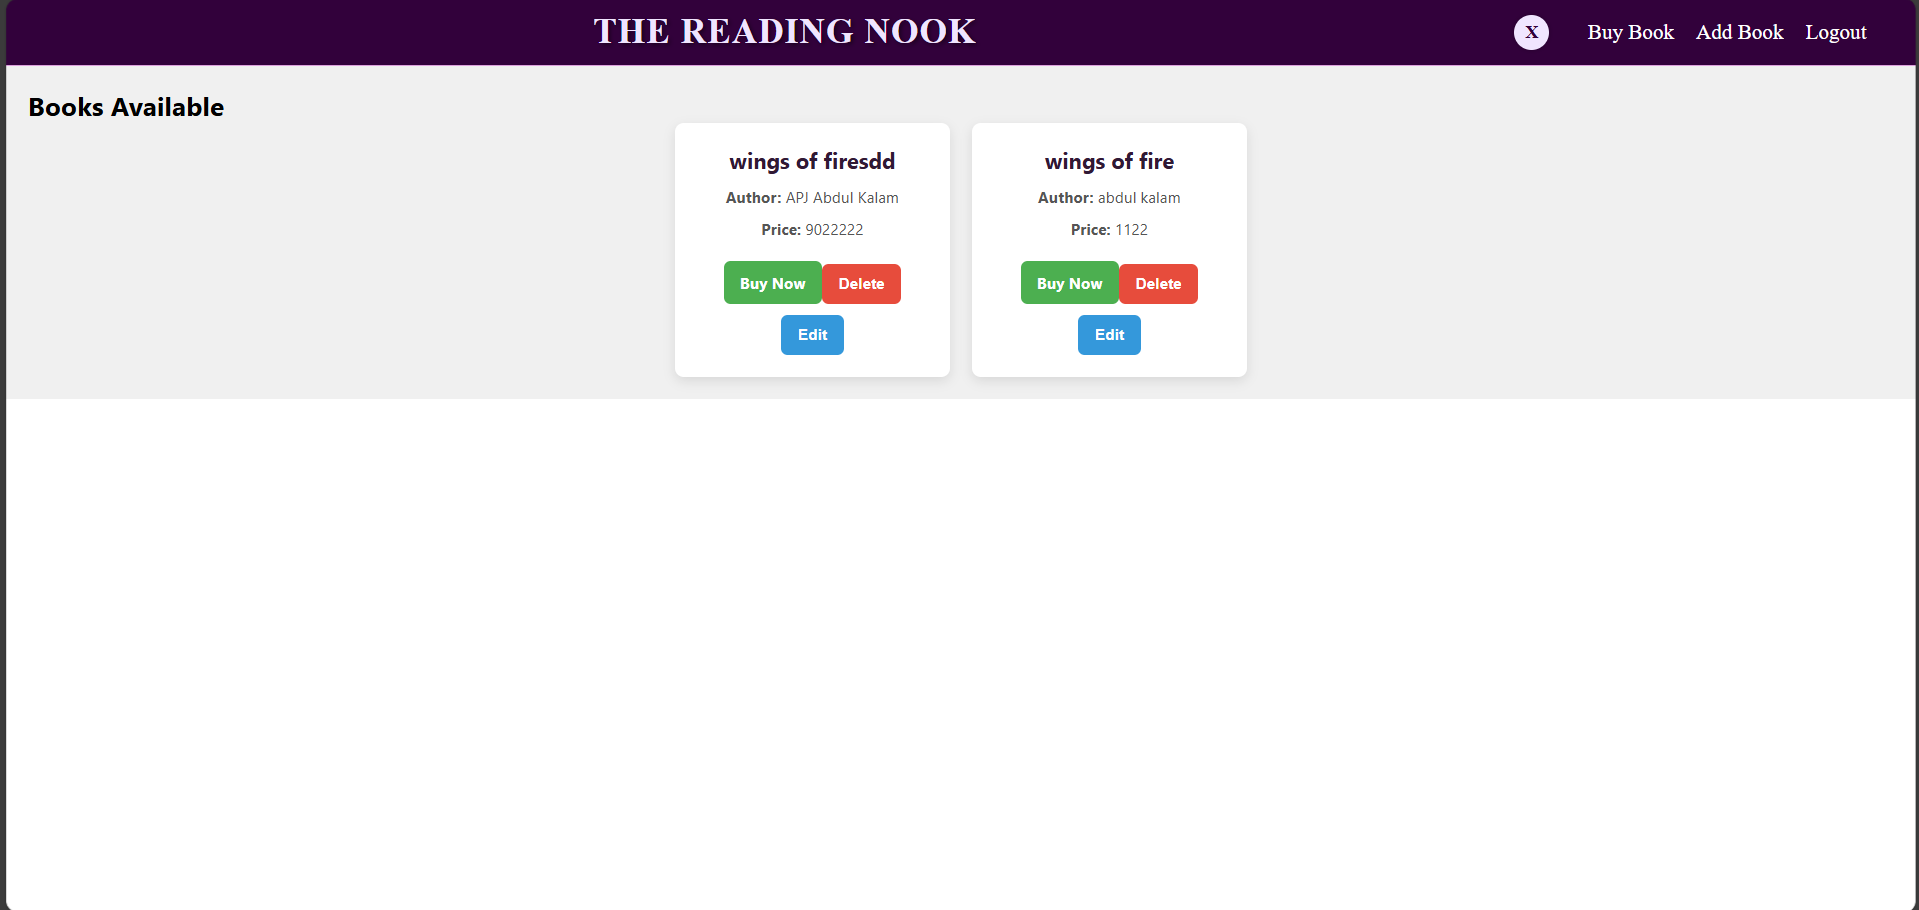 THE READING NOOK
X Buy Book Add Book Logout
Books Available
wings of firesdd
Author: APJ Abdul Kalam
Price: 9022222
Buy Now Delete
Edit
wings of fire
Author: abdul kalam
Price: 1122
Buy Now Delete
Edit